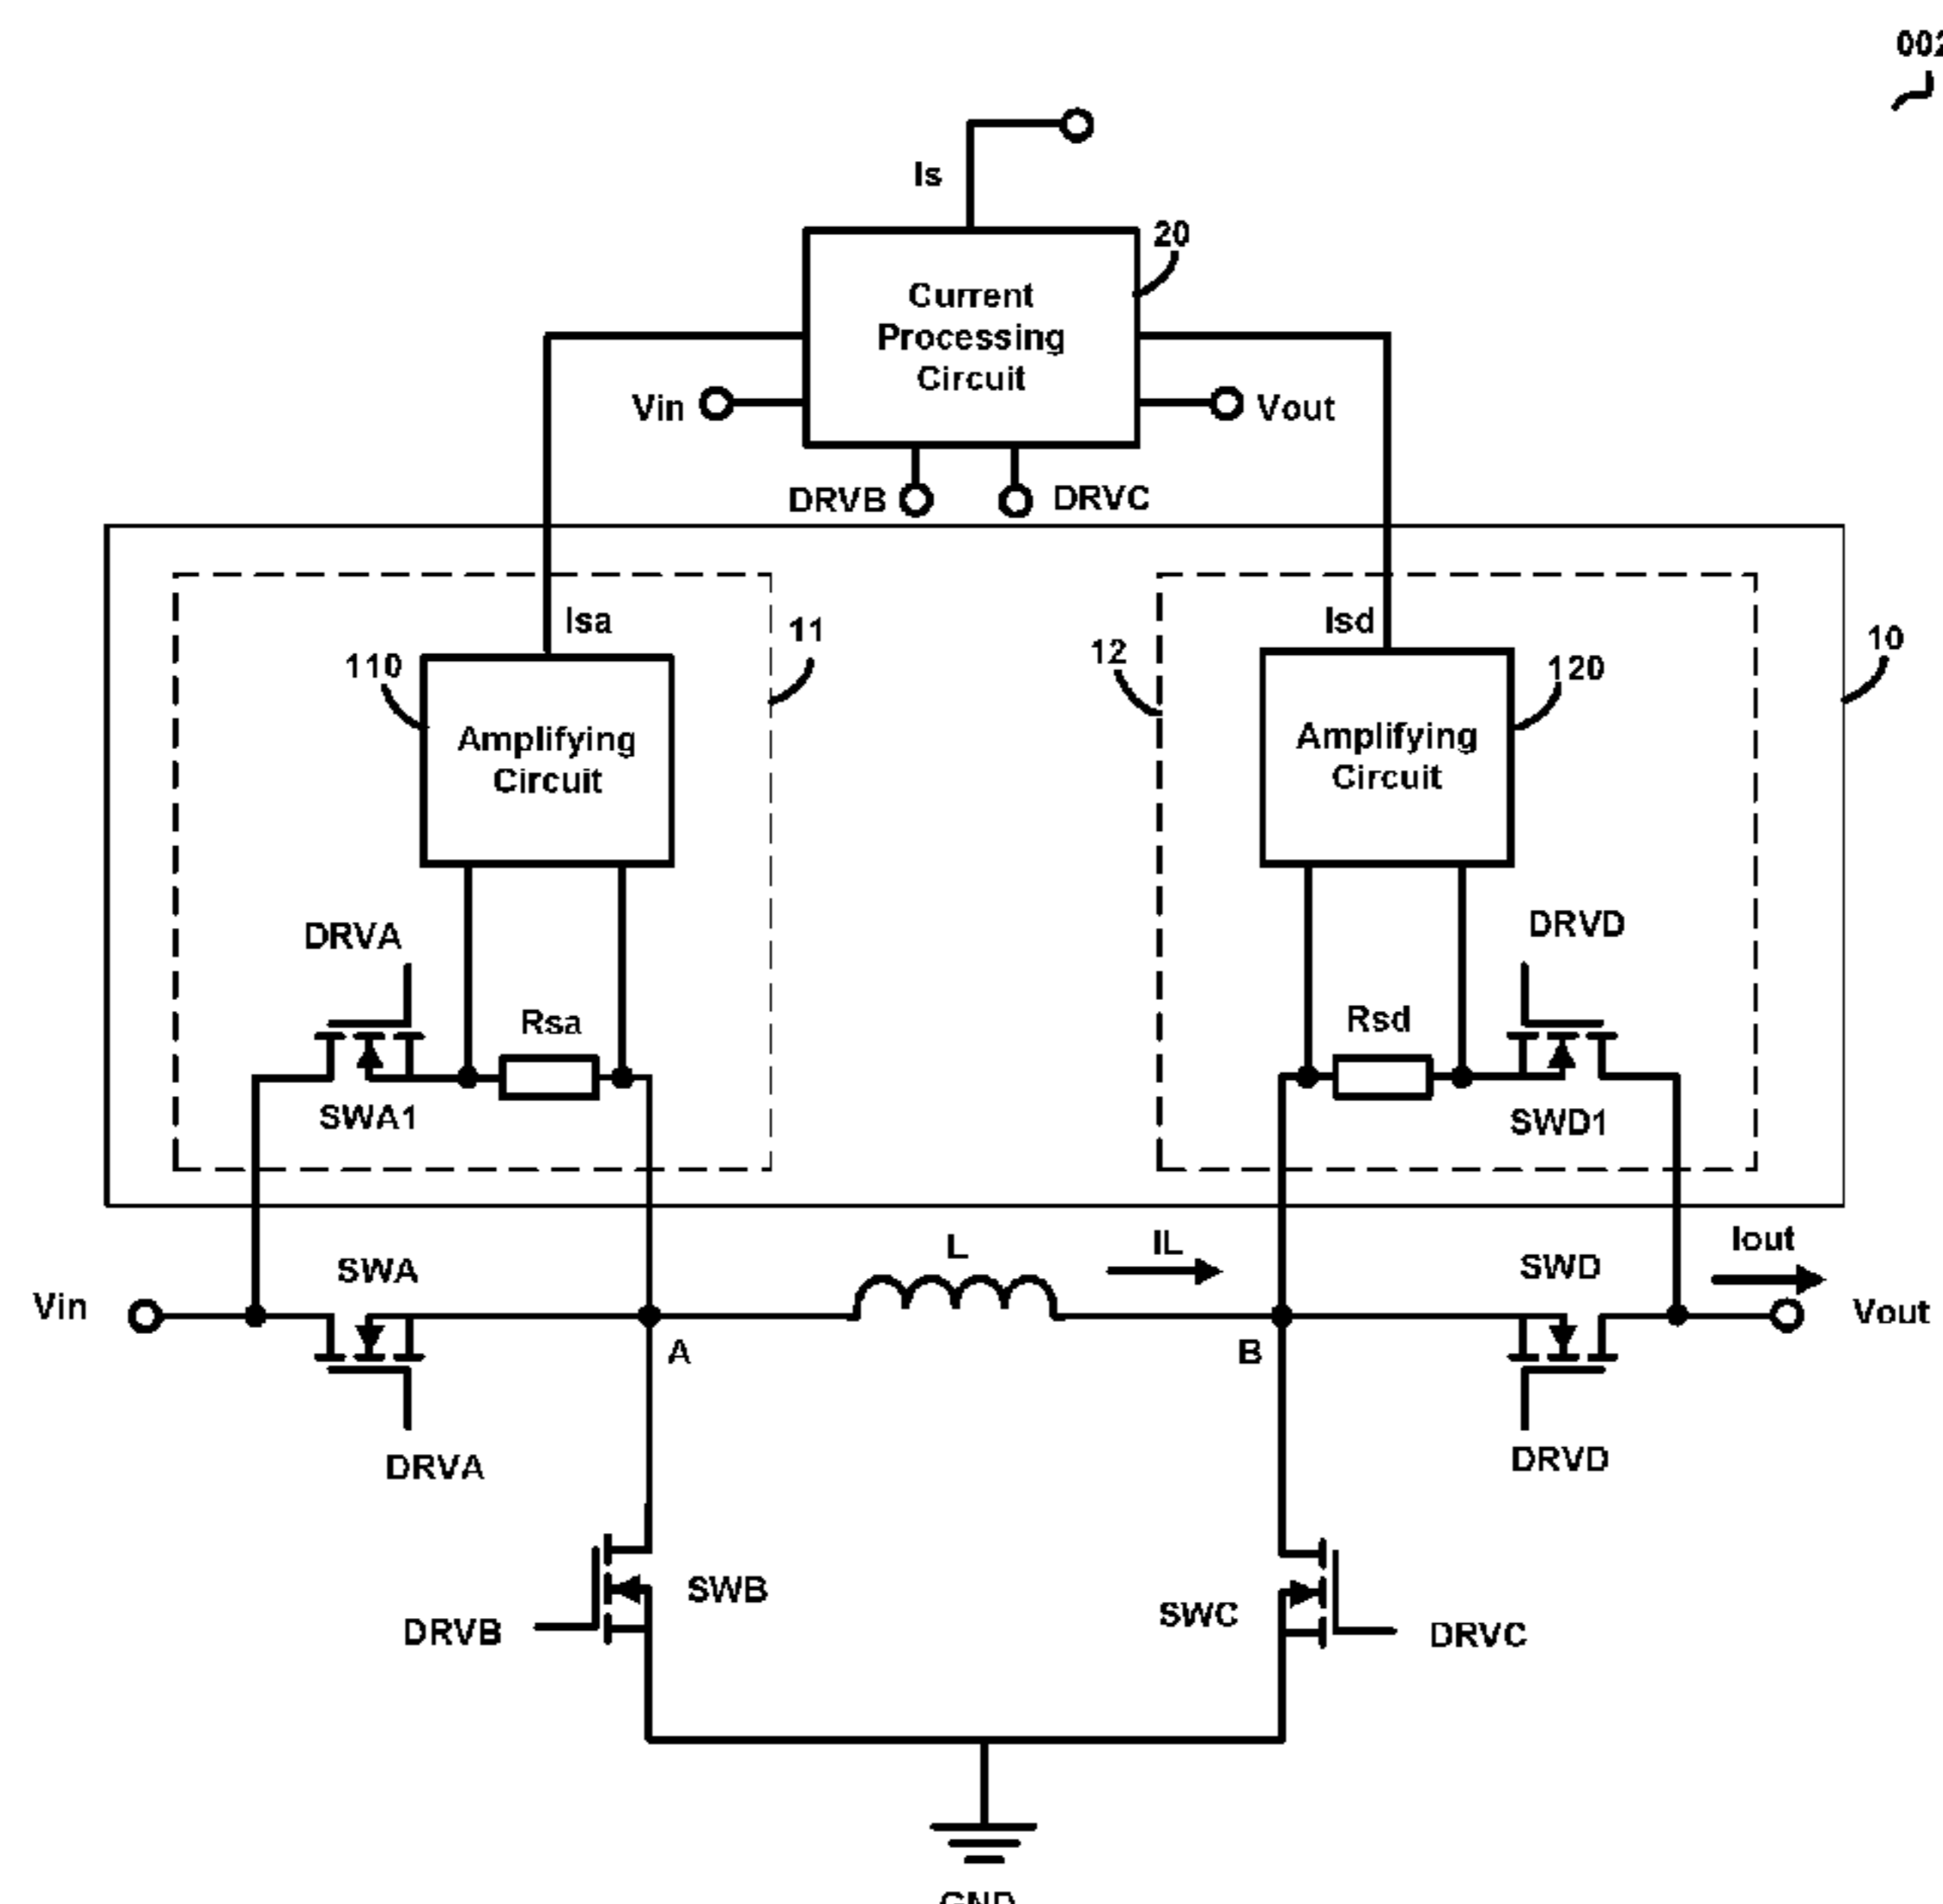 002
Is
20
Current
Processing
Circuit
Vin
Vout
DRVB
DRVC
Isa
Isd
11
12
10
110
120
Amplifying
Circuit
Amplifying
Circuit
DRVA
DRVD
Rsa
Rsd
SWA1
SWD1
L
IL
Iout
SWA
SWD
Vin
Vout
A
B
DRVA
DRVD
SWB
SWC
DRVB
DRVC
GND